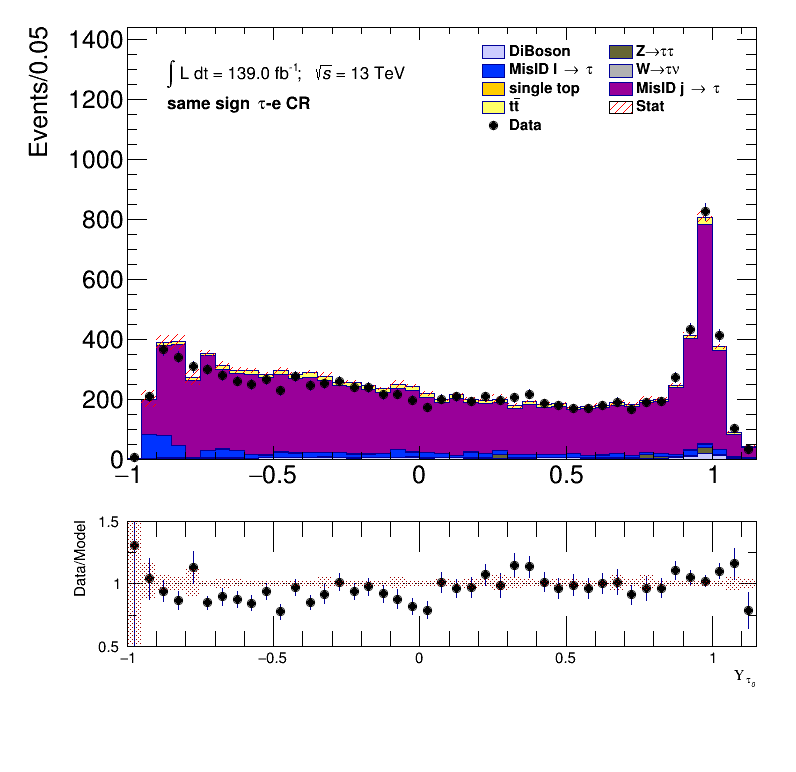 Events/0.05
1400
1200
1000
800
600
400
200
0
−1
−0.5
0
0.5
1
∫ L dt = 139.0 fb⁻¹; √s = 13 TeV
same sign τ-e CR
DiBoson
Z→ττ
MisID l → τ
W→τν
single top
MisID j → τ
tt̄
Stat
Data
Data/Model
1.5
1
0.5
−1
−0.5
0
0.5
1
Υτ₀